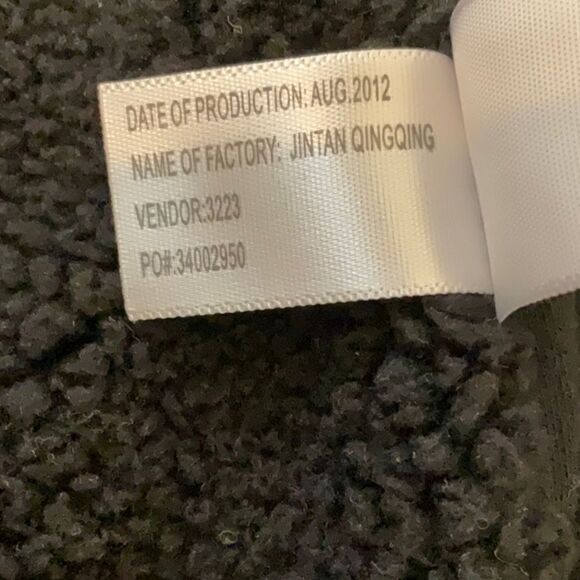 DATE OF PRODUCTION: AUG.2012
NAME OF FACTORY: JINTAN QINGQING
VENDOR:3223
PO#:34002950